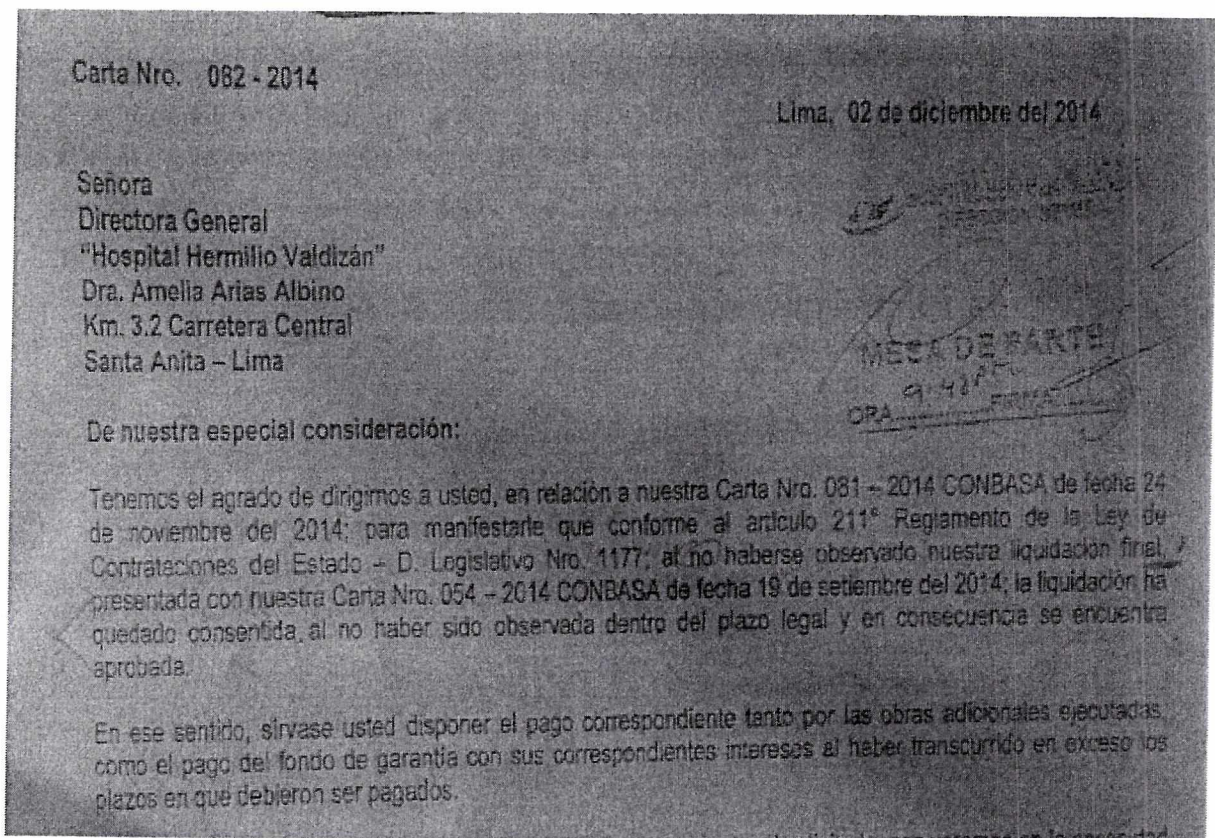 Carta Nro. 082 - 2014
Lima, 02 de diciembre del 2014
Señora
Directora General
"Hospital Hermilio Valdizán"
Dra. Amelia Arias Albino
Km. 3.2 Carretera Central
Santa Anita – Lima
MESA DE PARTE
ORA FIRMA
De nuestra especial consideración:
Tenemos el agrado de dirigirnos a usted, en relación a nuestra Carta Nro. 081 – 2014 CONBASA de fecha 24
de noviembre del 2014; para manifestarle que conforme al artículo 211° Reglamento de la Ley de
Contrataciones del Estado – D. Legislativo Nro. 1177; al no haberse observado nuestra liquidación final,
presentada con nuestra Carta Nro. 054 – 2014 CONBASA de fecha 19 de setiembre del 2014; la liquidación ha
quedado consentida, al no haber sido observada dentro del plazo legal y en consecuencia se encuentra
aprobada.
En ese sentido, sírvase usted disponer el pago correspondiente tanto por las obras adicionales ejecutadas,
como el pago del fondo de garantía con sus correspondientes intereses al haber transcurrido en exceso los
plazos en que debieron ser pagados.